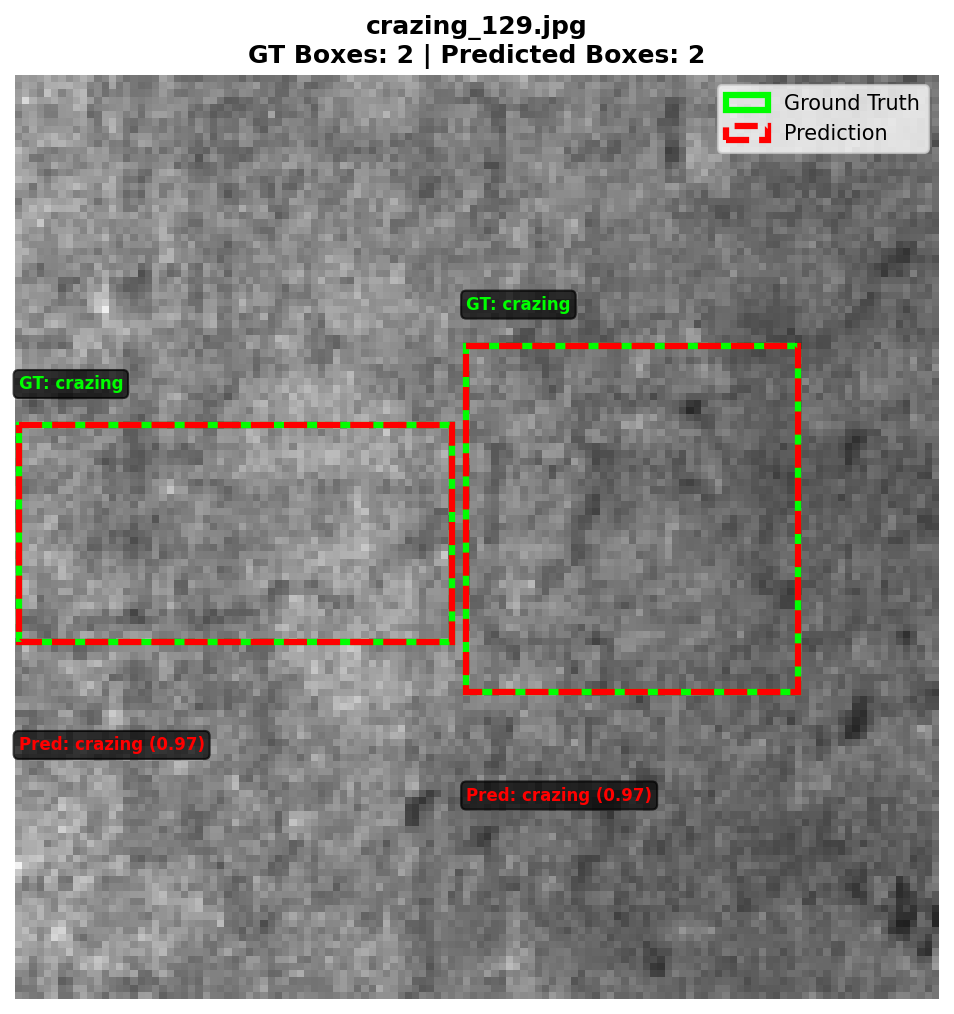 crazing_129.jpg
GT Boxes: 2 | Predicted Boxes: 2
Ground Truth
Prediction
GT: crazing
GT: crazing
Pred: crazing (0.97)
Pred: crazing (0.97)